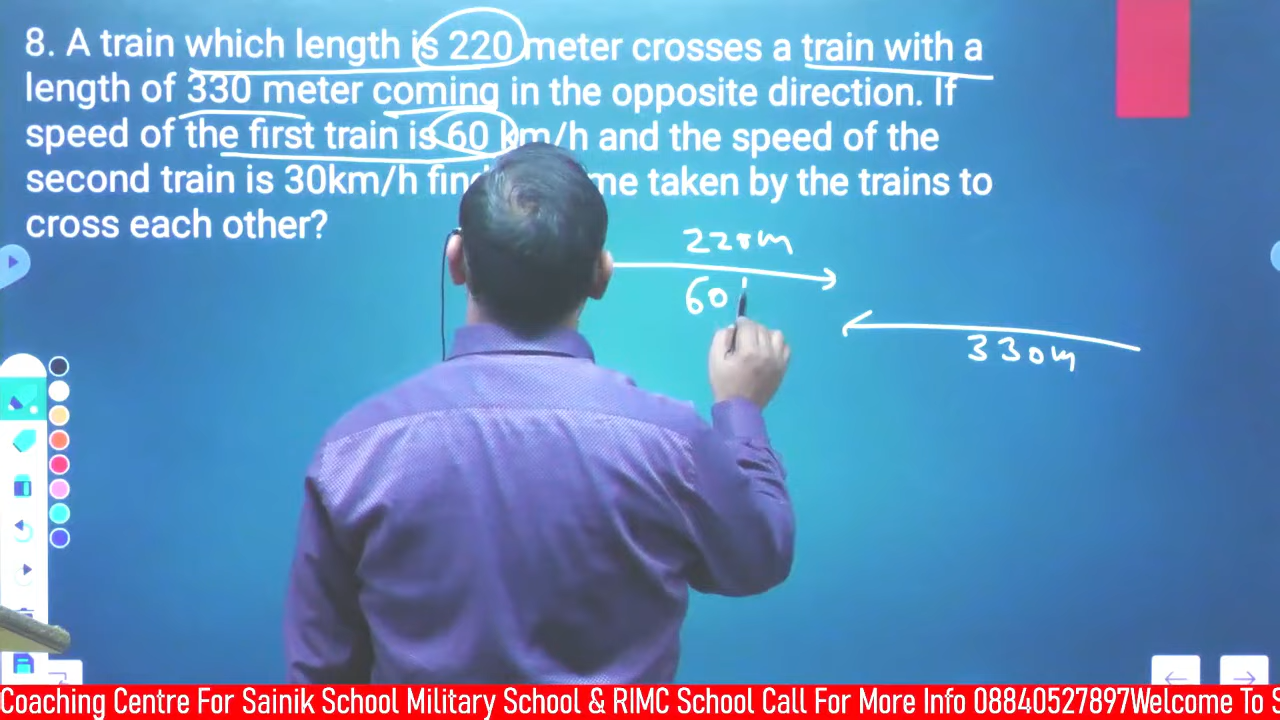 8. A train which length is 220 meter crosses a train with a
length of 330 meter coming in the opposite direction. If
speed of the first train is 60 km/h and the speed of the
second train is 30km/h find me taken by the trains to
cross each other?
220m
60
330m
Coaching Centre For Sainik School Military School & RIMC School Call For More Info 08840527897Welcome To S